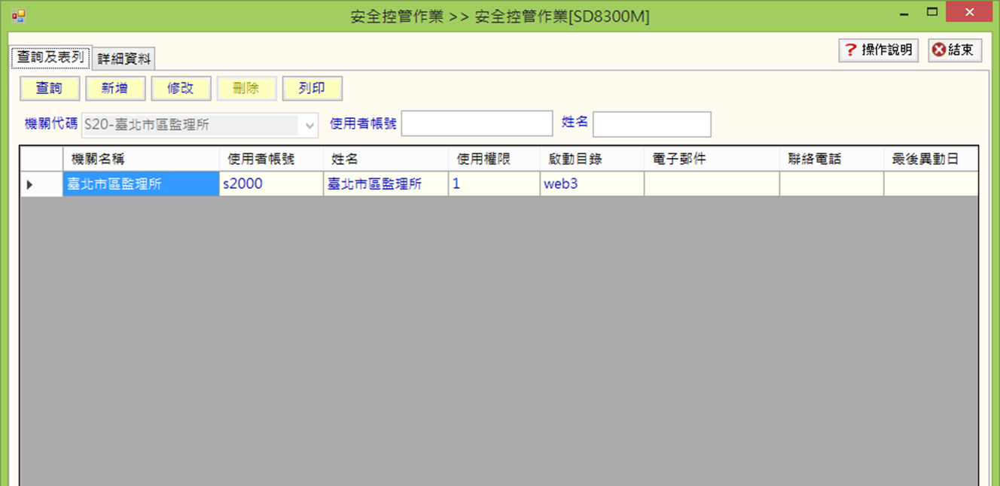 安全控管作業 >> 安全控管作業[SD8300M]
查詢及表列 詳細資料 ? 操作說明 結束
查詢 新增 修改 刪除 列印
機關代碼 S20-臺北市區監理所 使用者帳號 姓名
機關名稱 使用者帳號 姓名 使用權限 啟動目錄 電子郵件 聯絡電話 最後異動日
臺北市區監理所 s2000 臺北市區監理所 1 web3